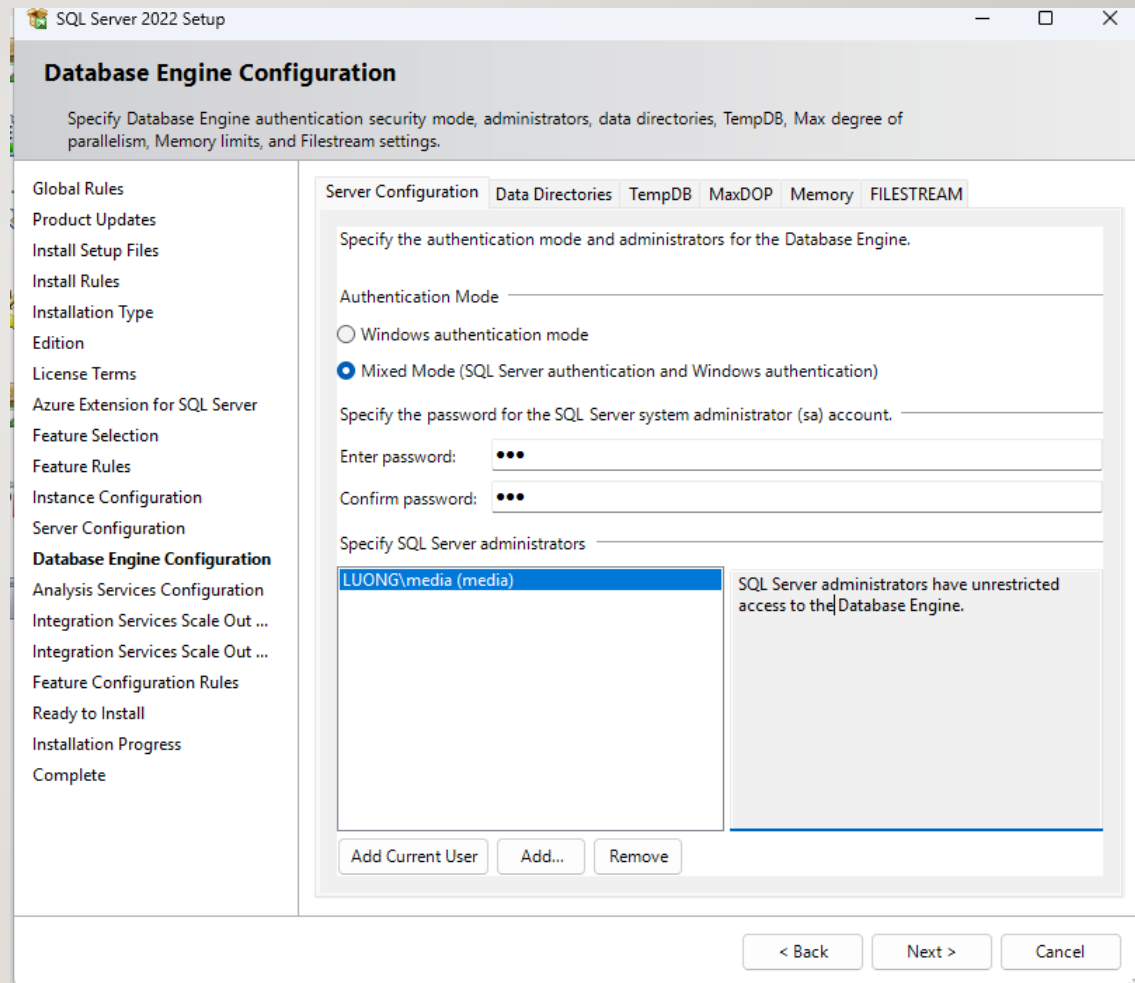 SQL Server 2022 Setup
Database Engine Configuration
Specify Database Engine authentication security mode, administrators, data directories, TempDB, Max degree of
parallelism, Memory limits, and Filestream settings.
Global Rules
Product Updates
Install Setup Files
Install Rules
Installation Type
Edition
License Terms
Azure Extension for SQL Server
Feature Selection
Feature Rules
Instance Configuration
Server Configuration
Database Engine Configuration
Analysis Services Configuration
Integration Services Scale Out ...
Integration Services Scale Out ...
Feature Configuration Rules
Ready to Install
Installation Progress
Complete
Server Configuration Data Directories TempDB MaxDOP Memory FILESTREAM
Specify the authentication mode and administrators for the Database Engine.
Authentication Mode
Windows authentication mode
Mixed Mode (SQL Server authentication and Windows authentication)
Specify the password for the SQL Server system administrator (sa) account.
Enter password: •••
Confirm password: •••
Specify SQL Server administrators
LUONG\media (media)
SQL Server administrators have unrestricted
access to the Database Engine.
Add Current User Add... Remove
< Back Next > Cancel